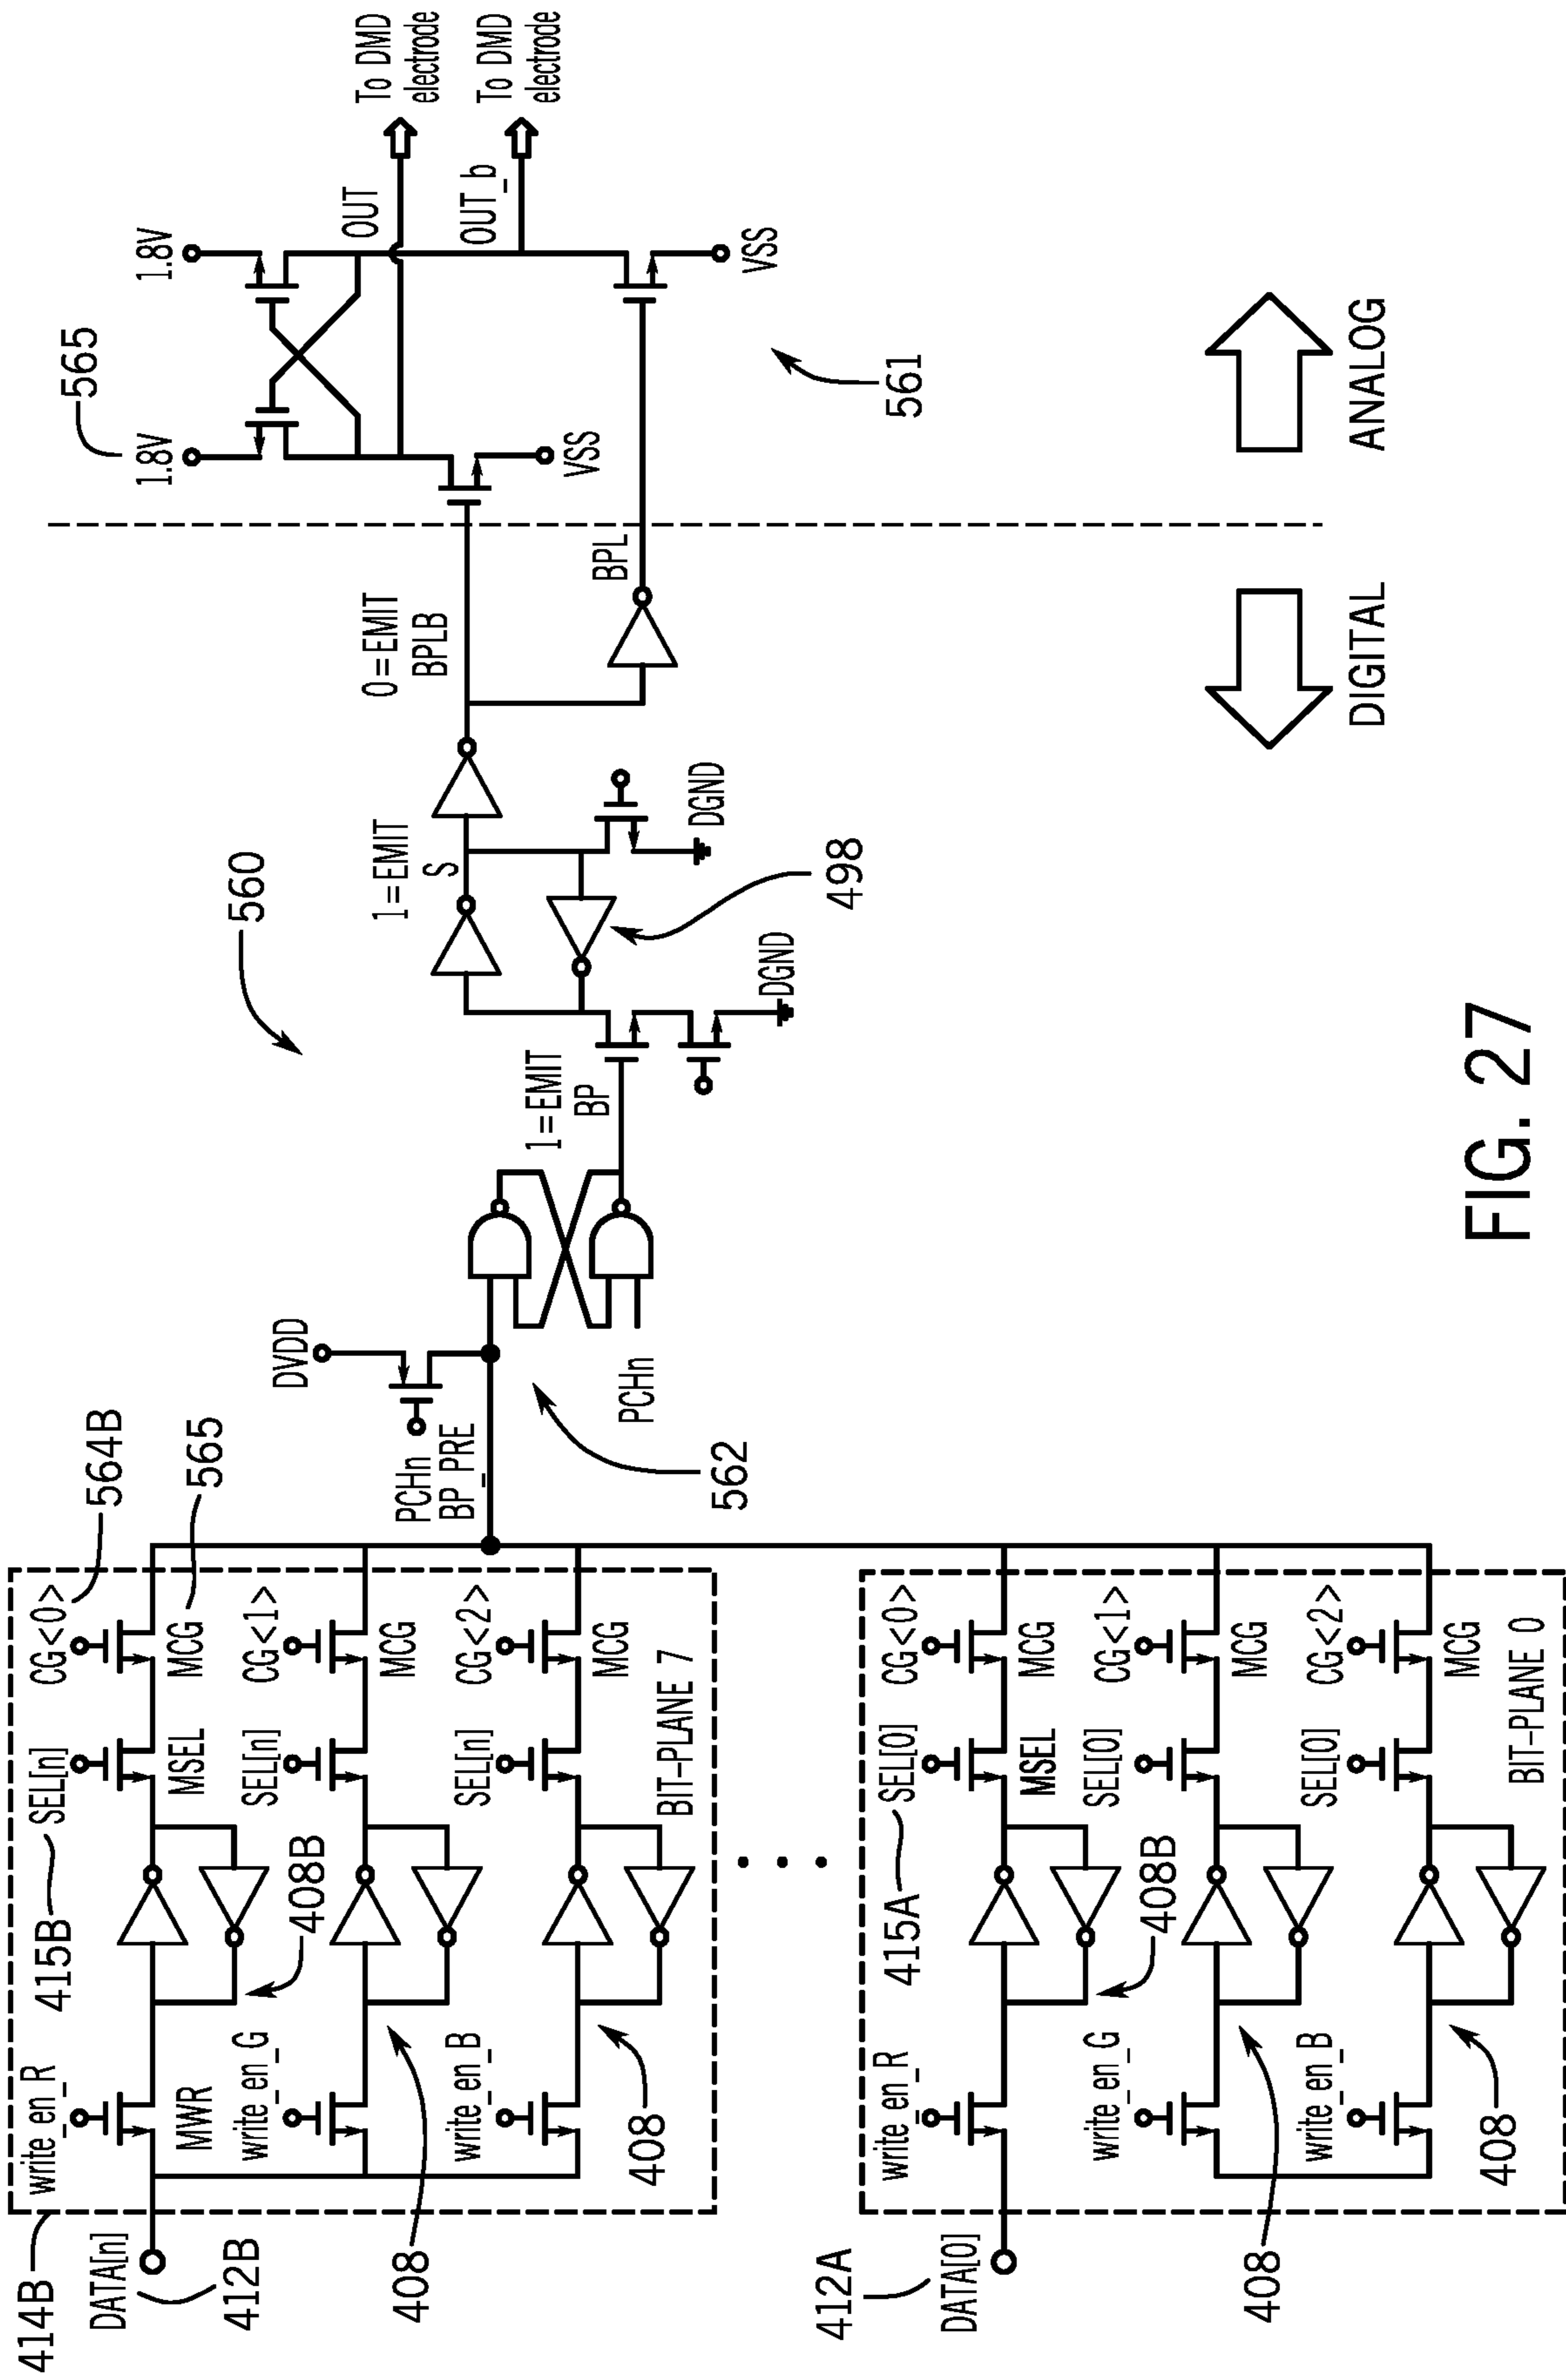 414B
DATA[n]
412B
write_en_R
MWR
415B
SEL[n]
MSEL
CG<0>
564B
MCG
565
408B
write_en_G
SEL[n]
CG<1>
MCG
408
write_en_B
SEL[n]
CG<2>
MCG
408
BIT-PLANE 7
412A
DATA[0]
write_en_R
415A
SEL[0]
MSEL
CG<0>
MCG
408B
write_en_G
SEL[0]
CG<1>
MCG
408
write_en_B
SEL[0]
CG<2>
MCG
408
BIT-PLANE 0
DVDD
PCHn
BP_PRE
562
PCHn
560
1=EMIT
BP
DGND
498
1=EMIT
S
DGND
0=EMIT
BPLB
BPL
565
1.8V
1.8V
VSS
OUT
To DMD
electrode
OUT_b
To DMD
electrode
VSS
561
DIGITAL
ANALOG
FIG. 27